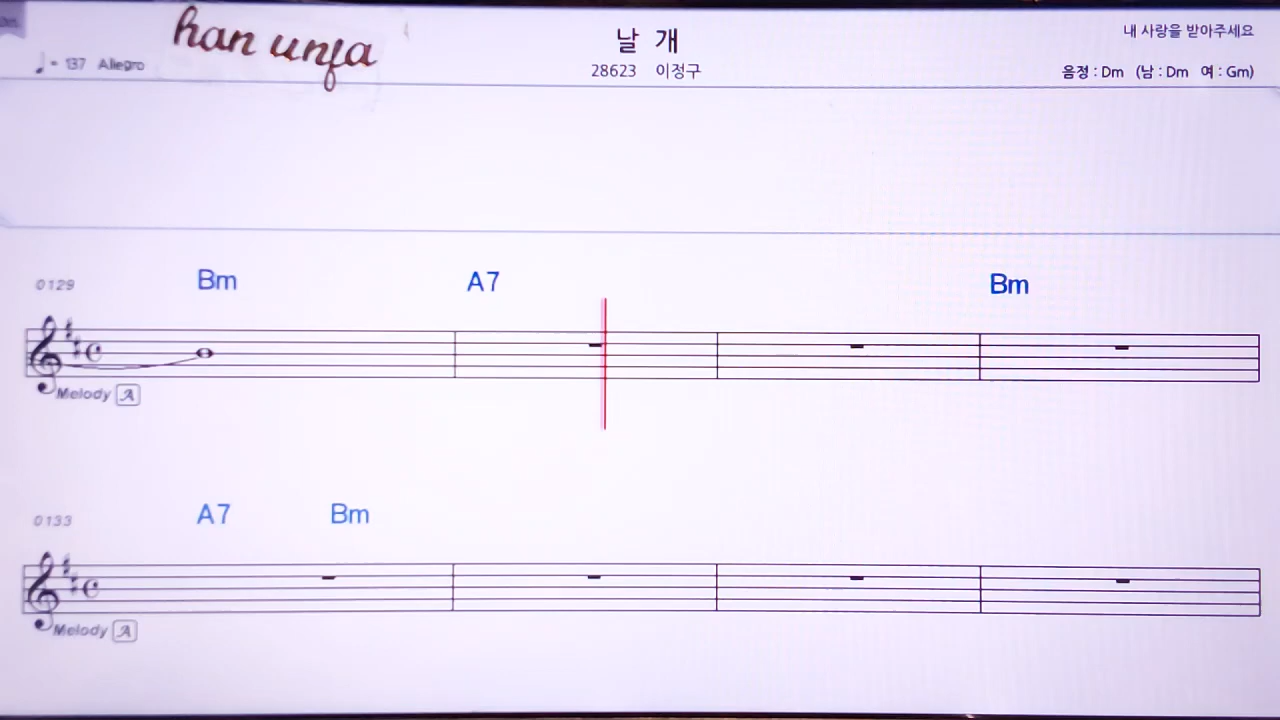 han unfa
날 개
내 사랑을 받아주세요
♩ = 137 Allegro
28623 이정구
음정 : Dm (남 : Dm 여 : Gm)
0129 Bm A7 Bm
Melody A
0133 A7 Bm
Melody A